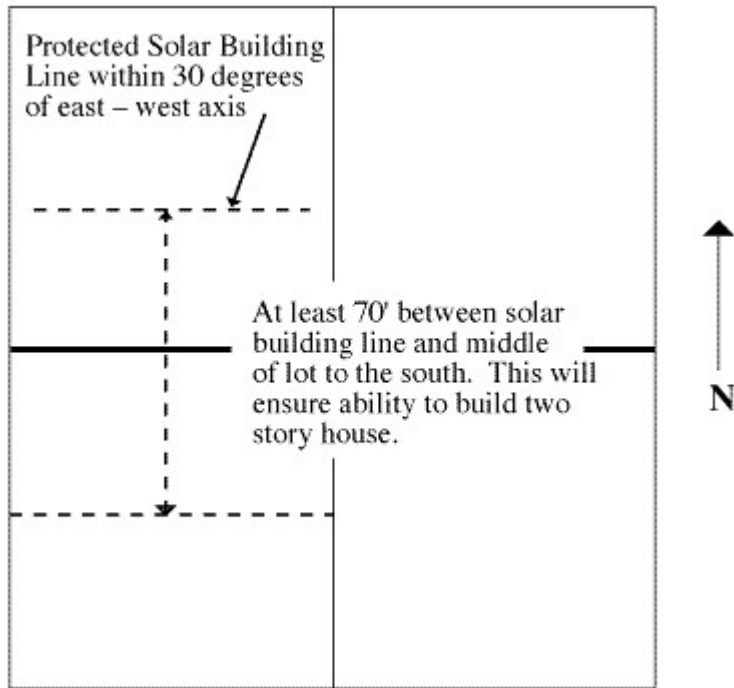 Protected Solar Building
Line within 30 degrees
of east – west axis
At least 70' between solar
building line and middle
of lot to the south.  This will
ensure ability to build two
story house.
N